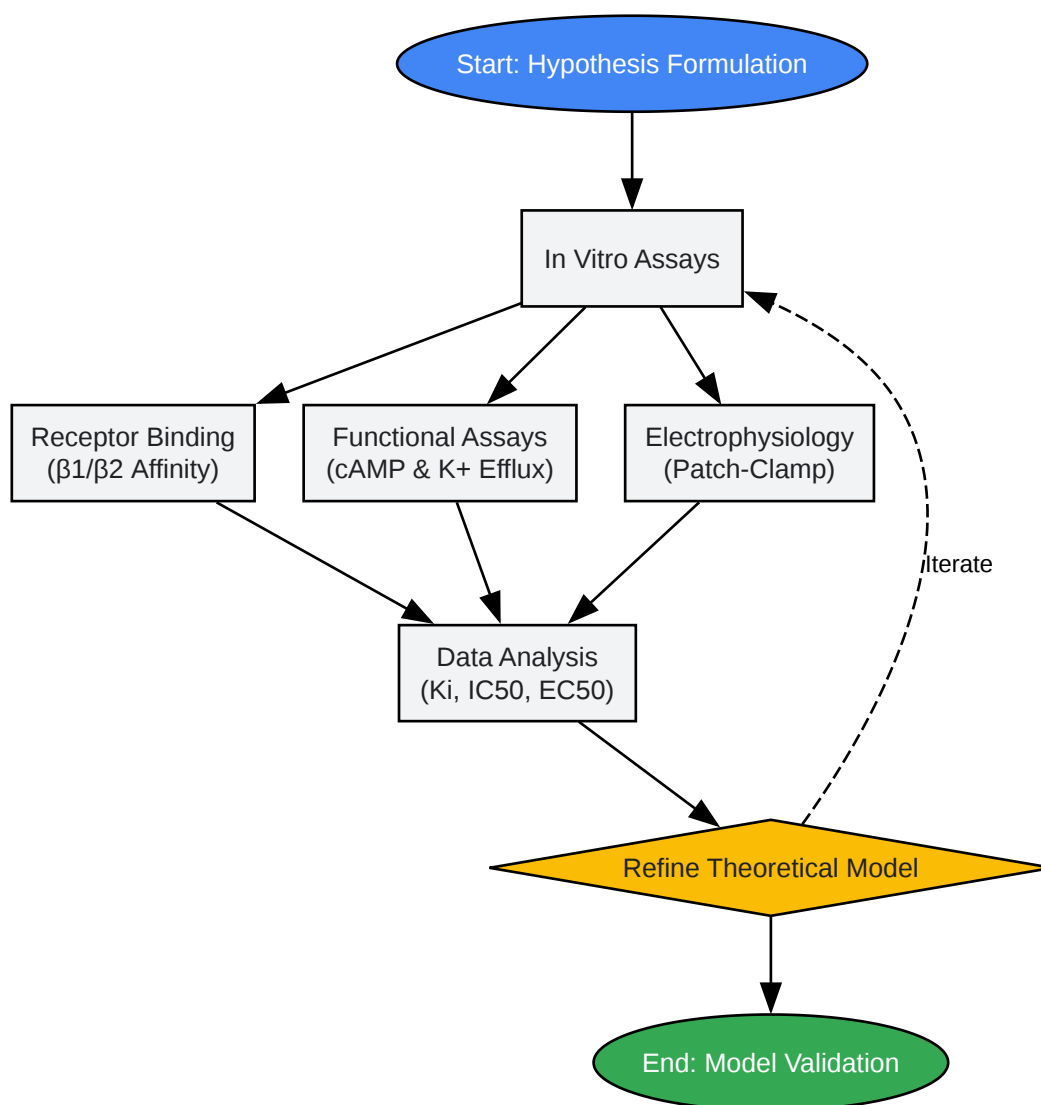 Start: Hypothesis Formulation
In Vitro Assays
Receptor Binding
(β1/β2 Affinity)
Functional Assays
(cAMP & K+ Efflux)
Electrophysiology
(Patch-Clamp)
Iterate
Data Analysis
(Ki, IC50, EC50)
Refine Theoretical Model
End: Model Validation